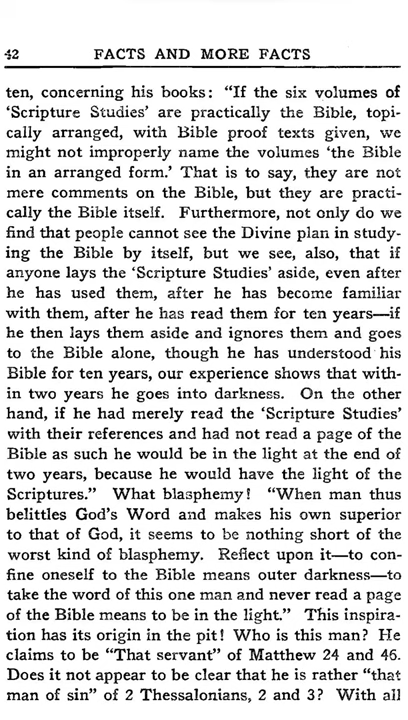 42 FACTS AND MORE FACTS
ten, concerning his books: “If the six volumes of
‘Scripture Studies’ are practically the Bible, topi-
cally arranged, with Bible proof texts given, we
might not improperly name the volumes ‘the Bible
in an arranged form.’ That is to say, they are not
mere comments on the Bible, but they are practi-
cally the Bible itself. Furthermore, not only do we
find that people cannot see the Divine plan in study-
ing the Bible by itself, but we see, also, that if
anyone lays the ‘Scripture Studies’ aside, even after
he has used them, after he has become familiar
with them, after he has read them for ten years—if
he then lays them aside and ignores them and goes
to the Bible alone, though he has understood his
Bible for ten years, our experience shows that with-
in two years he goes into darkness. On the other
hand, if he had merely read the ‘Scripture Studies’
with their references and had not read a page of the
Bible as such he would be in the light at the end of
two years, because he would have the light of the
Scriptures.” What blasphemy! “When man thus
belittles God’s Word and makes his own superior
to that of God, it seems to be nothing short of the
worst kind of blasphemy. Reflect upon it—to con-
fine oneself to the Bible means outer darkness—to
take the word of this one man and never read a page
of the Bible means to be in the light.” This inspira-
tion has its origin in the pit! Who is this man? He
claims to be “That servant” of Matthew 24 and 46.
Does it not appear to be clear that he is rather “that
man of sin” of 2 Thessalonians, 2 and 3? With all